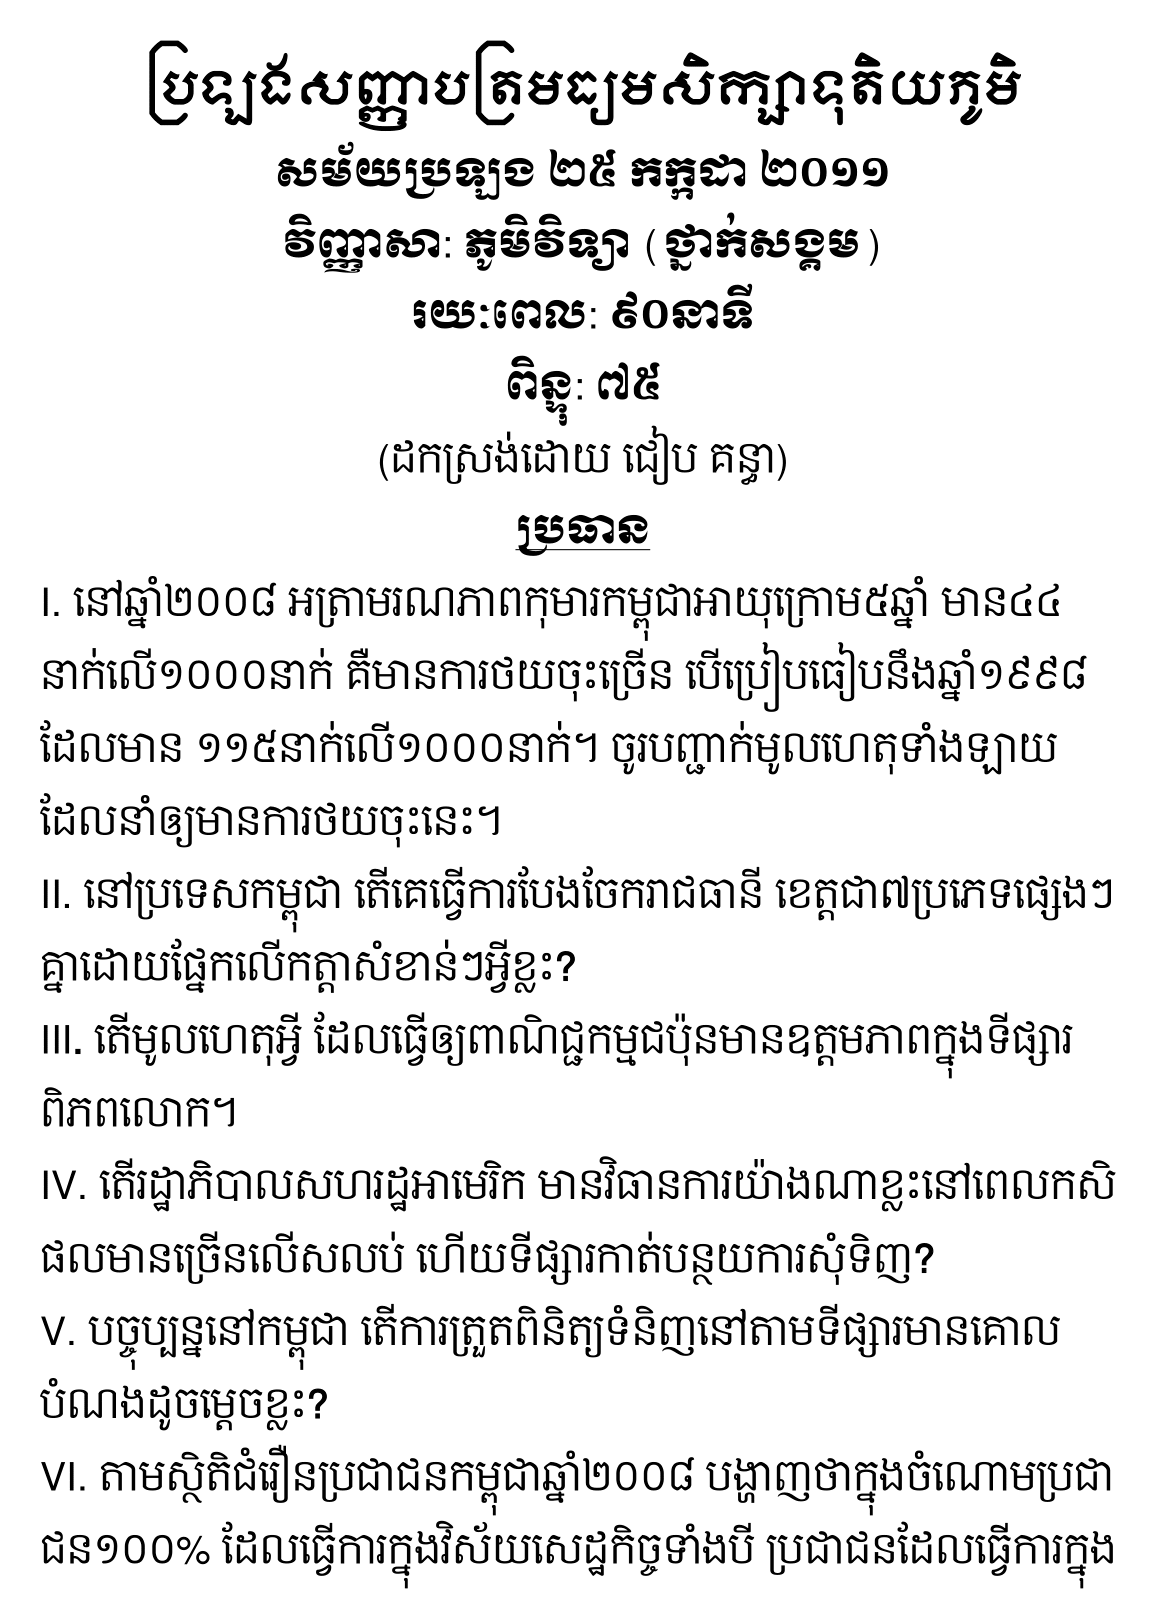 ប្រឡងសញ្ញាបត្រមធ្យមសិក្សាទុតិយភូមិ
សម័យប្រឡង ២៥ កក្កដា ២០១១
វិញ្ញាសា: ភូមិវិទ្យា ( ថ្នាក់សង្គម )
រយ:ពេល: ៩០នាទី
ពិន្ទុ: ៧៥
(ដកស្រង់ដោយ ជៀប គន្ធា)
ប្រធាន
I. នៅឆ្នាំ២០០៨ អត្រាមរណភាពកុមារកម្ពុជាអាយុក្រោម៥ឆ្នាំ មាន៤៤
នាក់លើ១០០០នាក់ គឺមានការថយចុះច្រើន បើប្រៀបធៀបនឹងឆ្នាំ១៩៩៨
ដែលមាន ១១៥នាក់លើ១០០០នាក់។ ចូរបញ្ជាក់មូលហេតុទាំងឡាយ
ដែលនាំឲ្យមានការថយចុះនេះ។
II. នៅប្រទេសកម្ពុជា តើគេធ្វើការបែងចែករាជធានី ខេត្តជា៧ប្រភេទផ្សេងៗ
គ្នាដោយផ្នែកលើកត្តាសំខាន់ៗអ្វីខ្លះ?
III. តើមូលហេតុអ្វី ដែលធ្វើឲ្យពាណិជ្ជកម្មជប៉ុនមានឧត្តមភាពក្នុងទីផ្សារ
ពិភពលោក។
IV. តើរដ្ឋាភិបាលសហរដ្ឋអាមេរិក មានវិធានការយ៉ាងណាខ្លះនៅពេលកសិ
ផលមានច្រើនលើសលប់ ហើយទីផ្សារកាត់បន្ថយការសុំទិញ?
V. បច្ចុប្បន្ននៅកម្ពុជា តើការត្រួតពិនិត្យទំនិញនៅតាមទីផ្សារមានគោល
បំណងដូចម្តេចខ្លះ?
VI. តាមស្ថិតិជំរឿនប្រជាជនកម្ពុជាឆ្នាំ២០០៨ បង្ហាញថាក្នុងចំណោមប្រជា
ជន១០០% ដែលធ្វើការក្នុងវិស័យសេដ្ឋកិច្ចទាំងបី ប្រជាជនដែលធ្វើការក្នុង